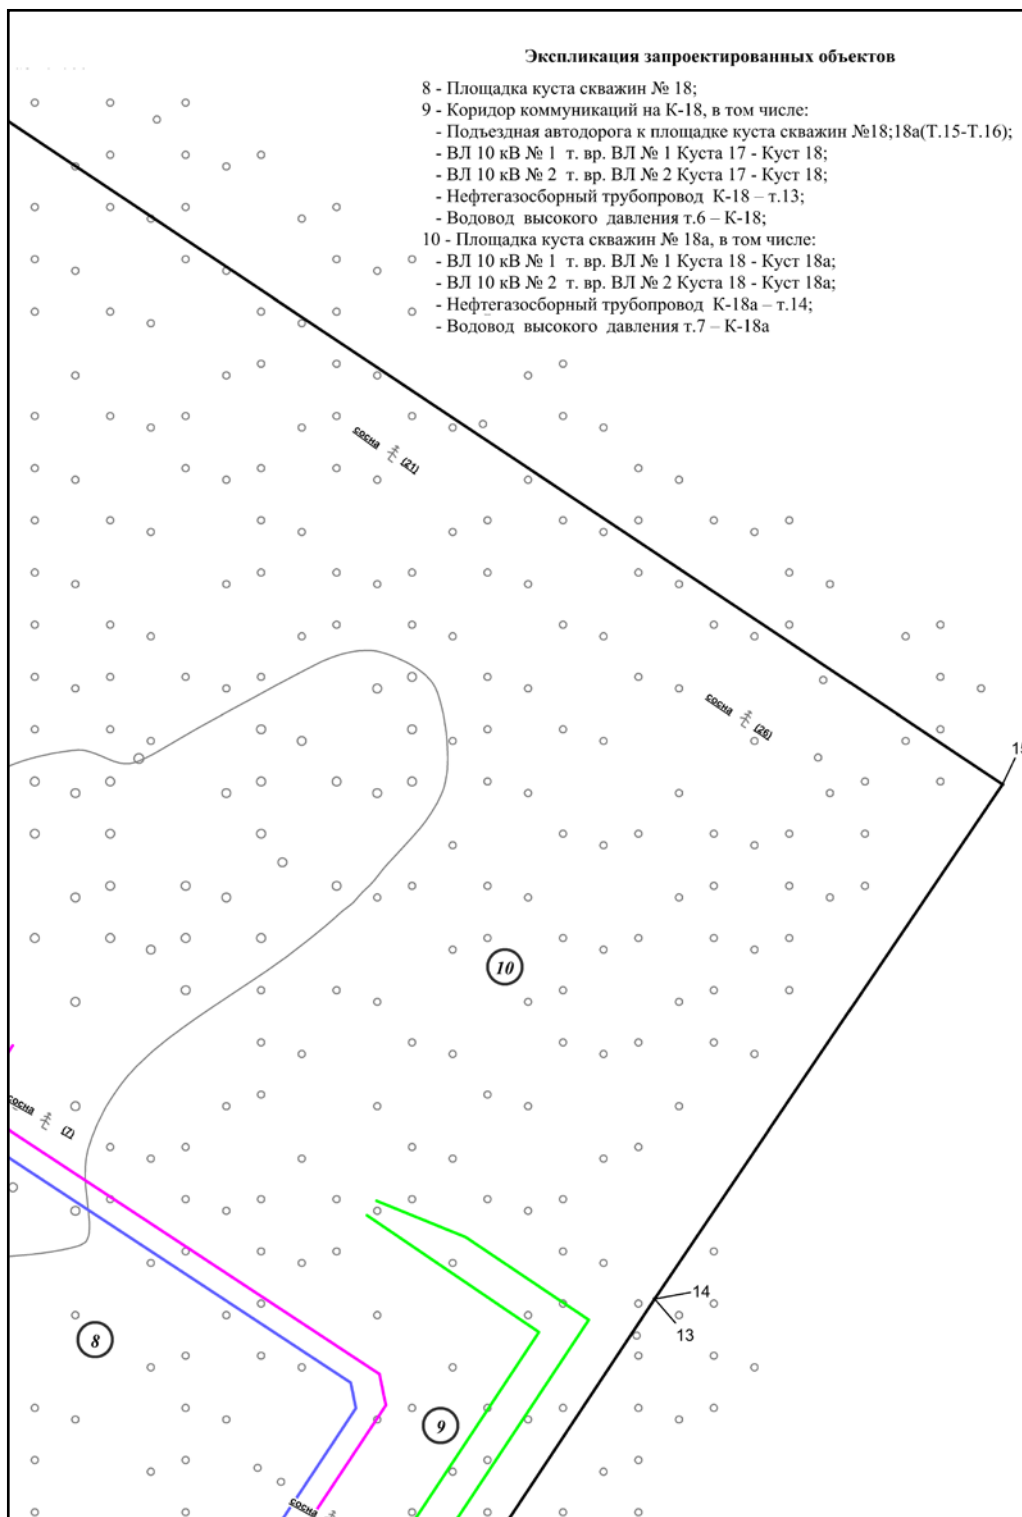 Экспликация запроектированных объектов
8 - Площадка куста скважин № 18;
9 - Коридор коммуникаций на К-18, в том числе:
- Подъездная автодорога к площадке куста скважин №18;18а(Т.15-Т.16);
- ВЛ 10 кВ № 1 т. вр. ВЛ № 1 Куста 17 - Куст 18;
- ВЛ 10 кВ № 2 т. вр. ВЛ № 2 Куста 17 - Куст 18;
- Нефтегазосборный трубопровод К-18 – т.13;
- Водовод высокого давления т.6 – К-18;
10 - Площадка куста скважин № 18а, в том числе:
- ВЛ 10 кВ № 1 т. вр. ВЛ № 1 Куста 18 - Куст 18а;
- ВЛ 10 кВ № 2 т. вр. ВЛ № 2 Куста 18 - Куст 18а;
- Нефтегазосборный трубопровод К-18а – т.14;
- Водовод высокого давления т.7 – К-18а
сосна (21)
сосна (26)
15
10
сосна (7)
14
13
8
9
сосна